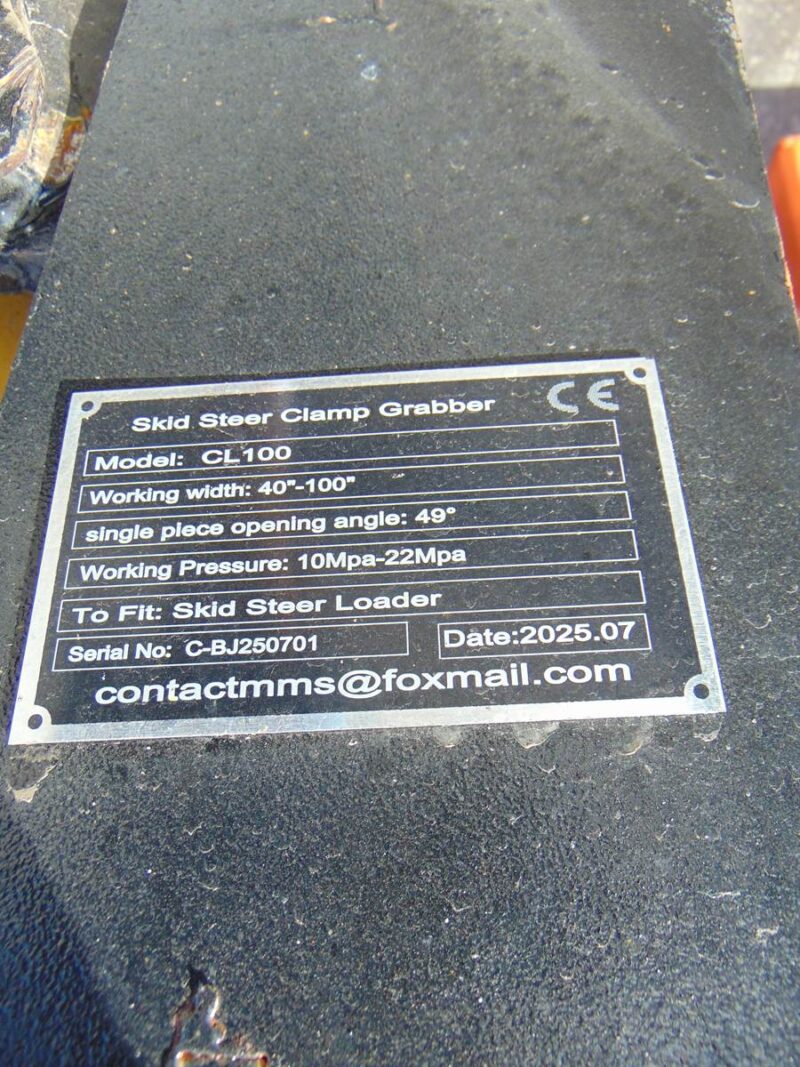 Skid Steer Clamp Grabber CE
Model: CL100
Working width: 40"-100"
single piece opening angle: 49°
Working Pressure: 10Mpa-22Mpa
To Fit: Skid Steer Loader
Serial No: C-BJ250701 Date:2025.07
contactmms@foxmail.com